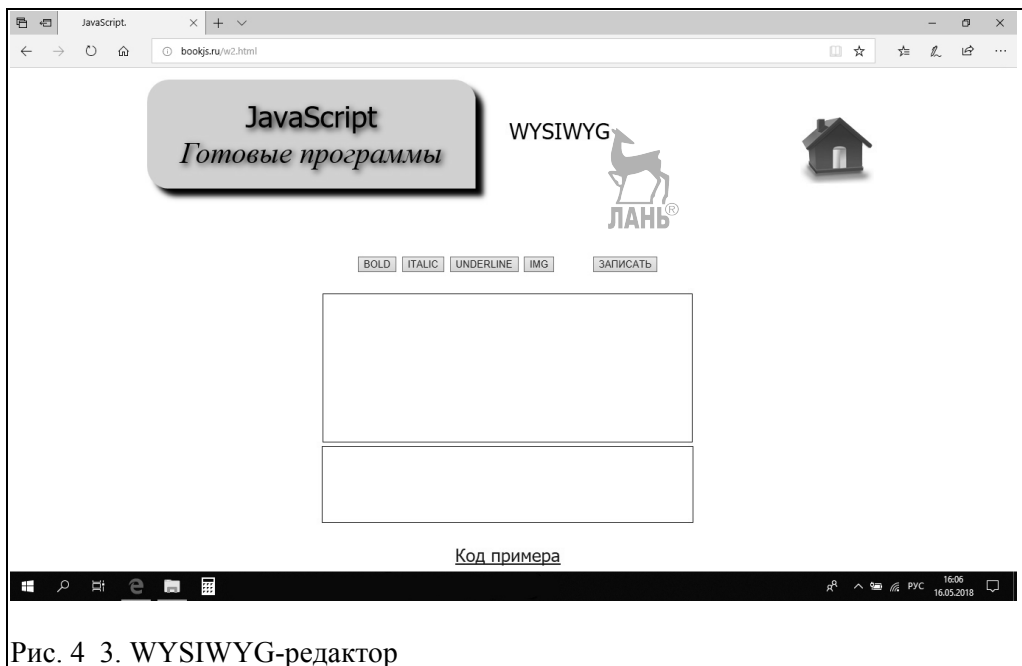 JavaScript.
bookjs.ru/w2.html
JavaScript
Готовые программы
WYSIWYG
ЛАНЬ®
BOLD ITALIC UNDERLINE IMG ЗАПИСАТЬ
Код примера
РУС 16:06
16.05.2018
Рис. 4 3. WYSIWYG-редактор